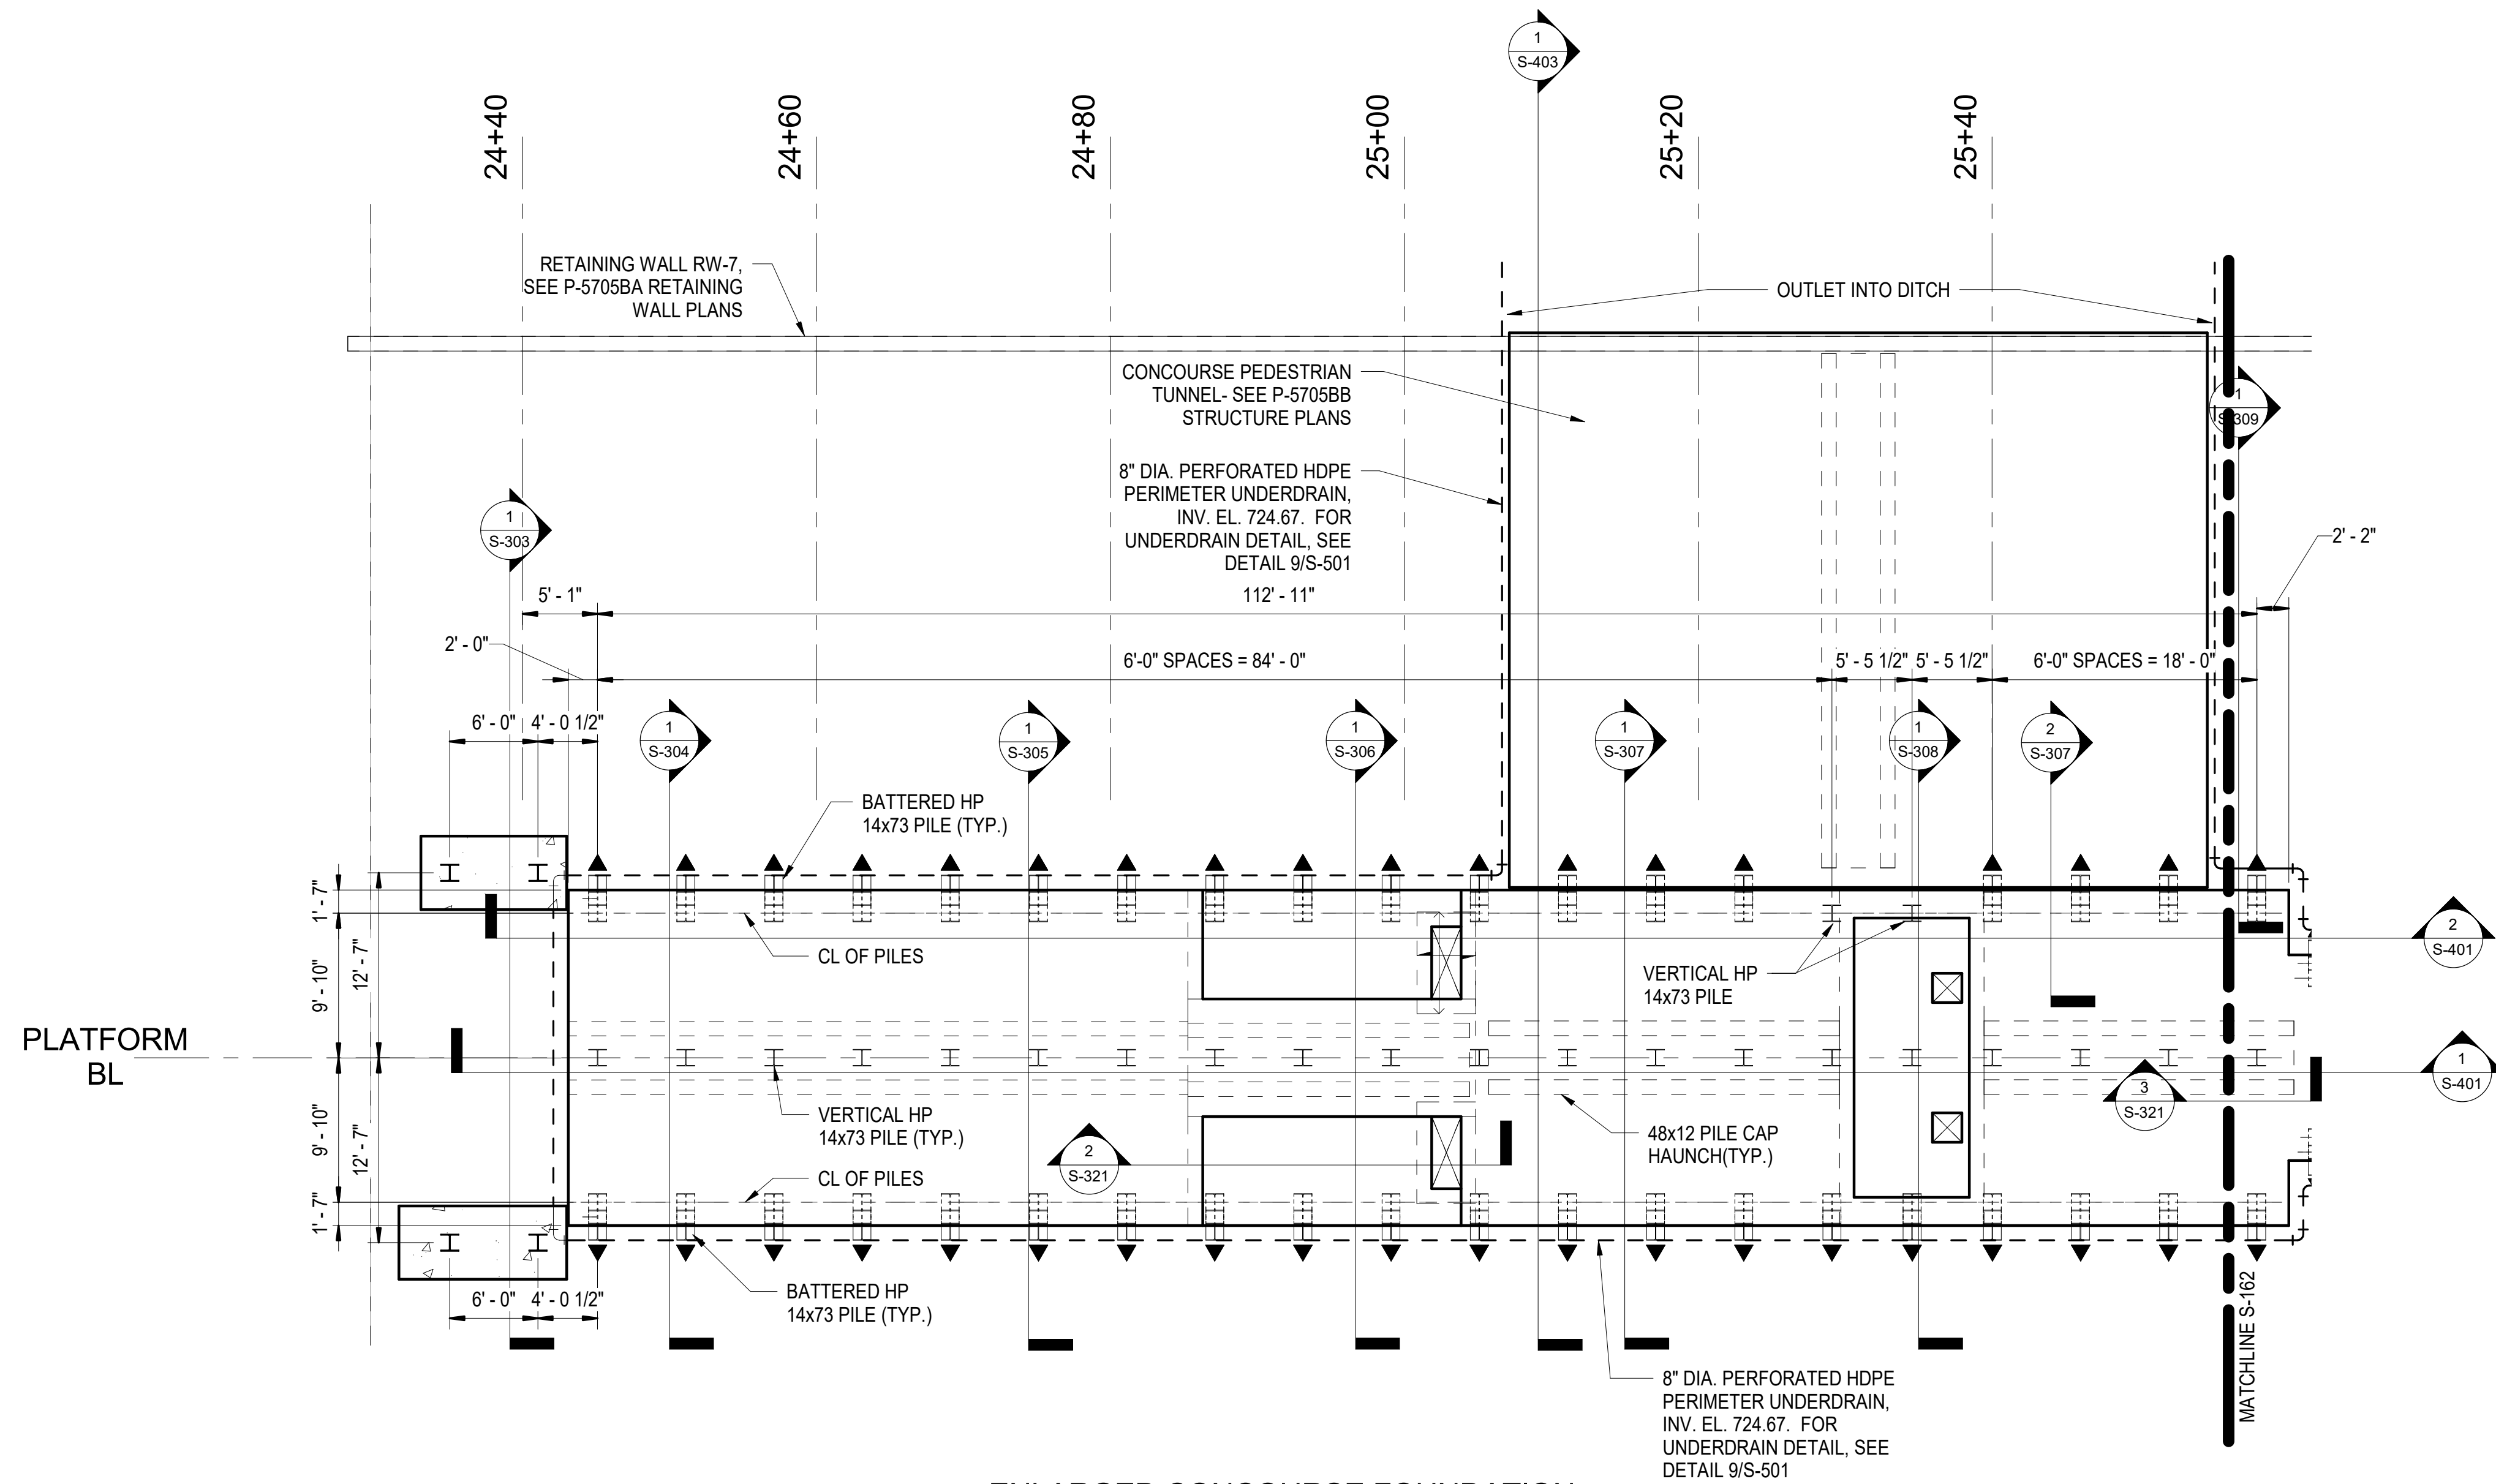 1
S-403
24+40
24+60
24+80
25+00
25+20
25+40
RETAINING WALL RW-7,
SEE P-5705BA RETAINING
WALL PLANS
OUTLET INTO DITCH
CONCOURSE PEDESTRIAN
TUNNEL- SEE P-5705BB
STRUCTURE PLANS
1
S-309
8" DIA. PERFORATED HDPE
PERIMETER UNDERDRAIN,
INV. EL. 724.67. FOR
UNDERDRAIN DETAIL, SEE
DETAIL 9/S-501
1
S-303
2' - 2"
5' - 1"
112' - 11"
2' - 0"
6'-0" SPACES = 84' - 0"
5' - 5 1/2"
5' - 5 1/2"
6'-0" SPACES = 18' - 0"
6' - 0"
4' - 0 1/2"
1
S-304
1
S-305
1
S-306
1
S-307
1
S-308
2
S-307
BATTERED HP
14x73 PILE (TYP.)
1' - 7"
9' - 10"
12' - 7"
CL OF PILES
VERTICAL HP
14x73 PILE
2
S-401
PLATFORM
BL
1
S-401
9' - 10"
12' - 7"
1' - 7"
VERTICAL HP
14x73 PILE (TYP.)
CL OF PILES
2
S-321
48x12 PILE CAP
HAUNCH(TYP.)
3
S-321
6' - 0"
4' - 0 1/2"
BATTERED HP
14x73 PILE (TYP.)
MATCHLINE S-162
8" DIA. PERFORATED HDPE
PERIMETER UNDERDRAIN,
INV. EL. 724.67. FOR
UNDERDRAIN DETAIL, SEE
DETAIL 9/S-501
ENLARGED CONCOURSE FOUNDATION